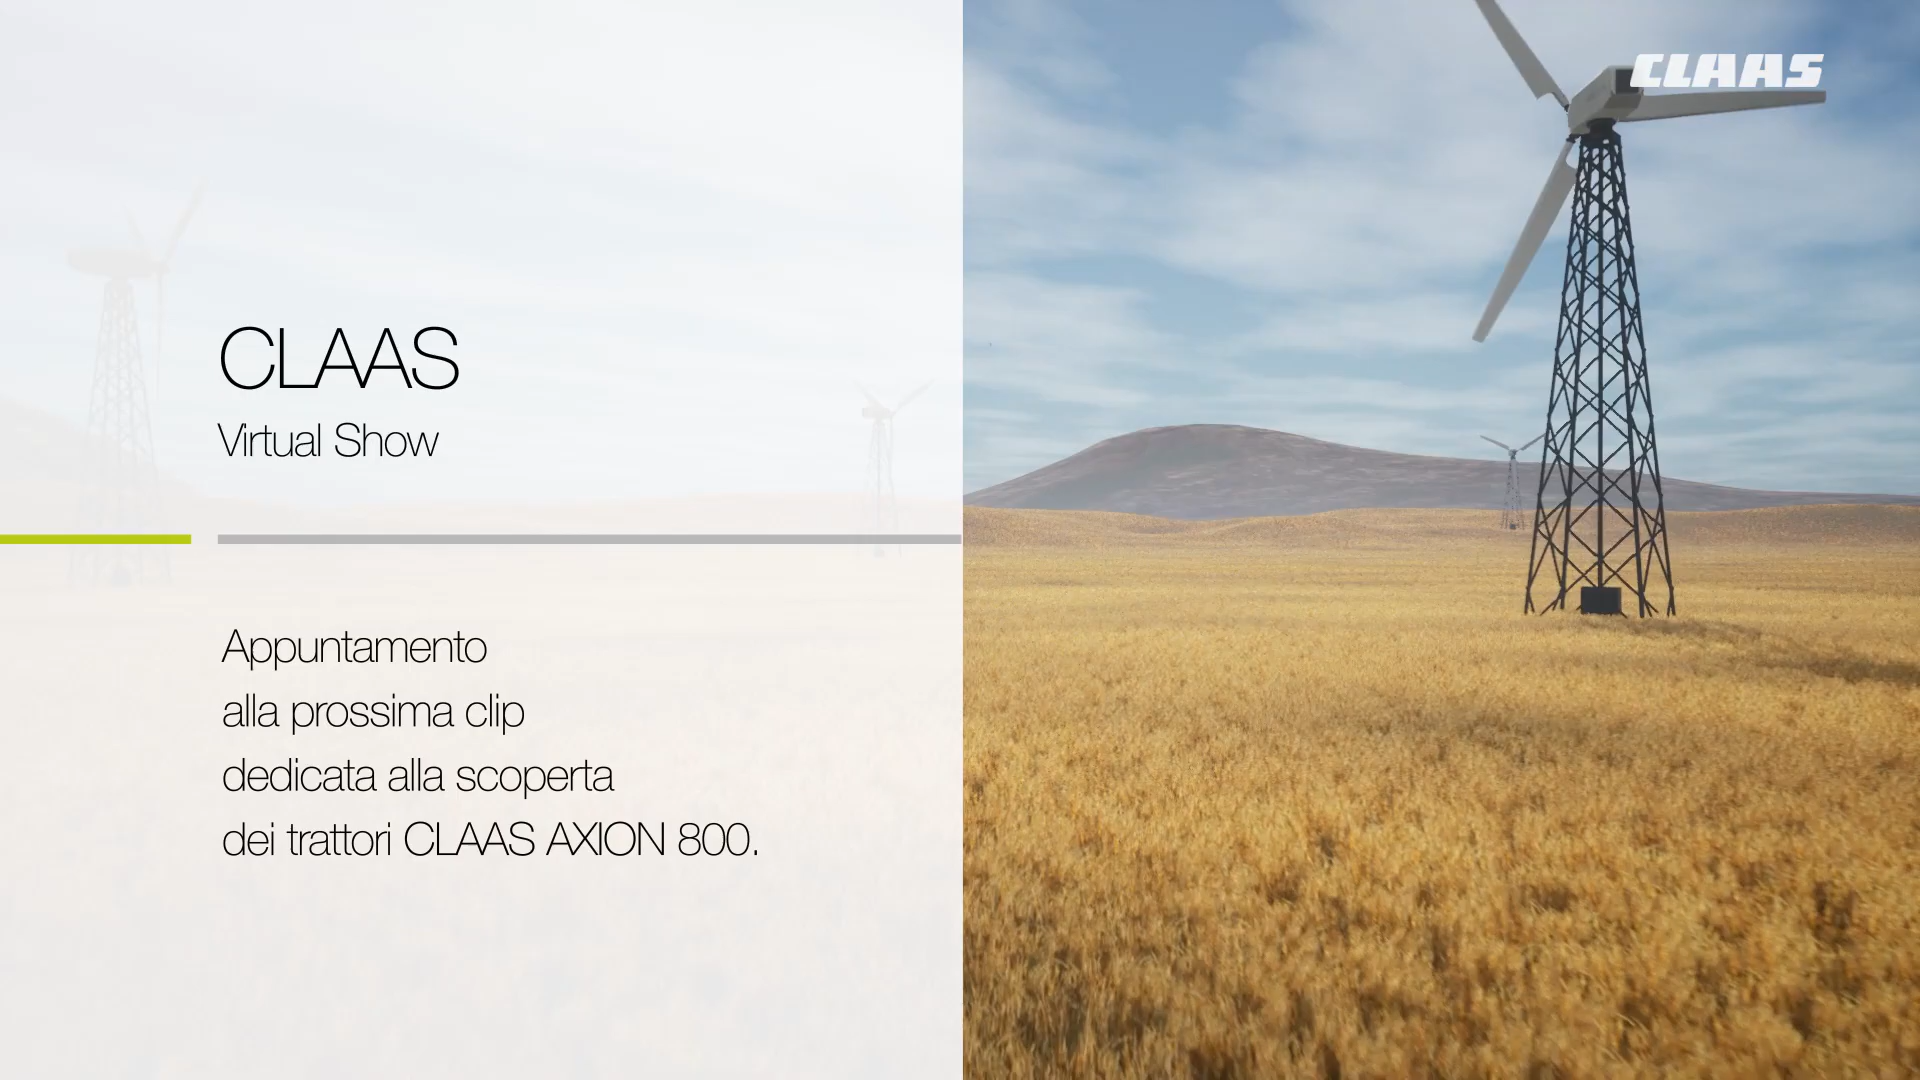 CLAAS
CLAAS
Virtual Show
Appuntamento
alla prossima clip
dedicata alla scoperta
dei trattori CLAAS AXION 800.